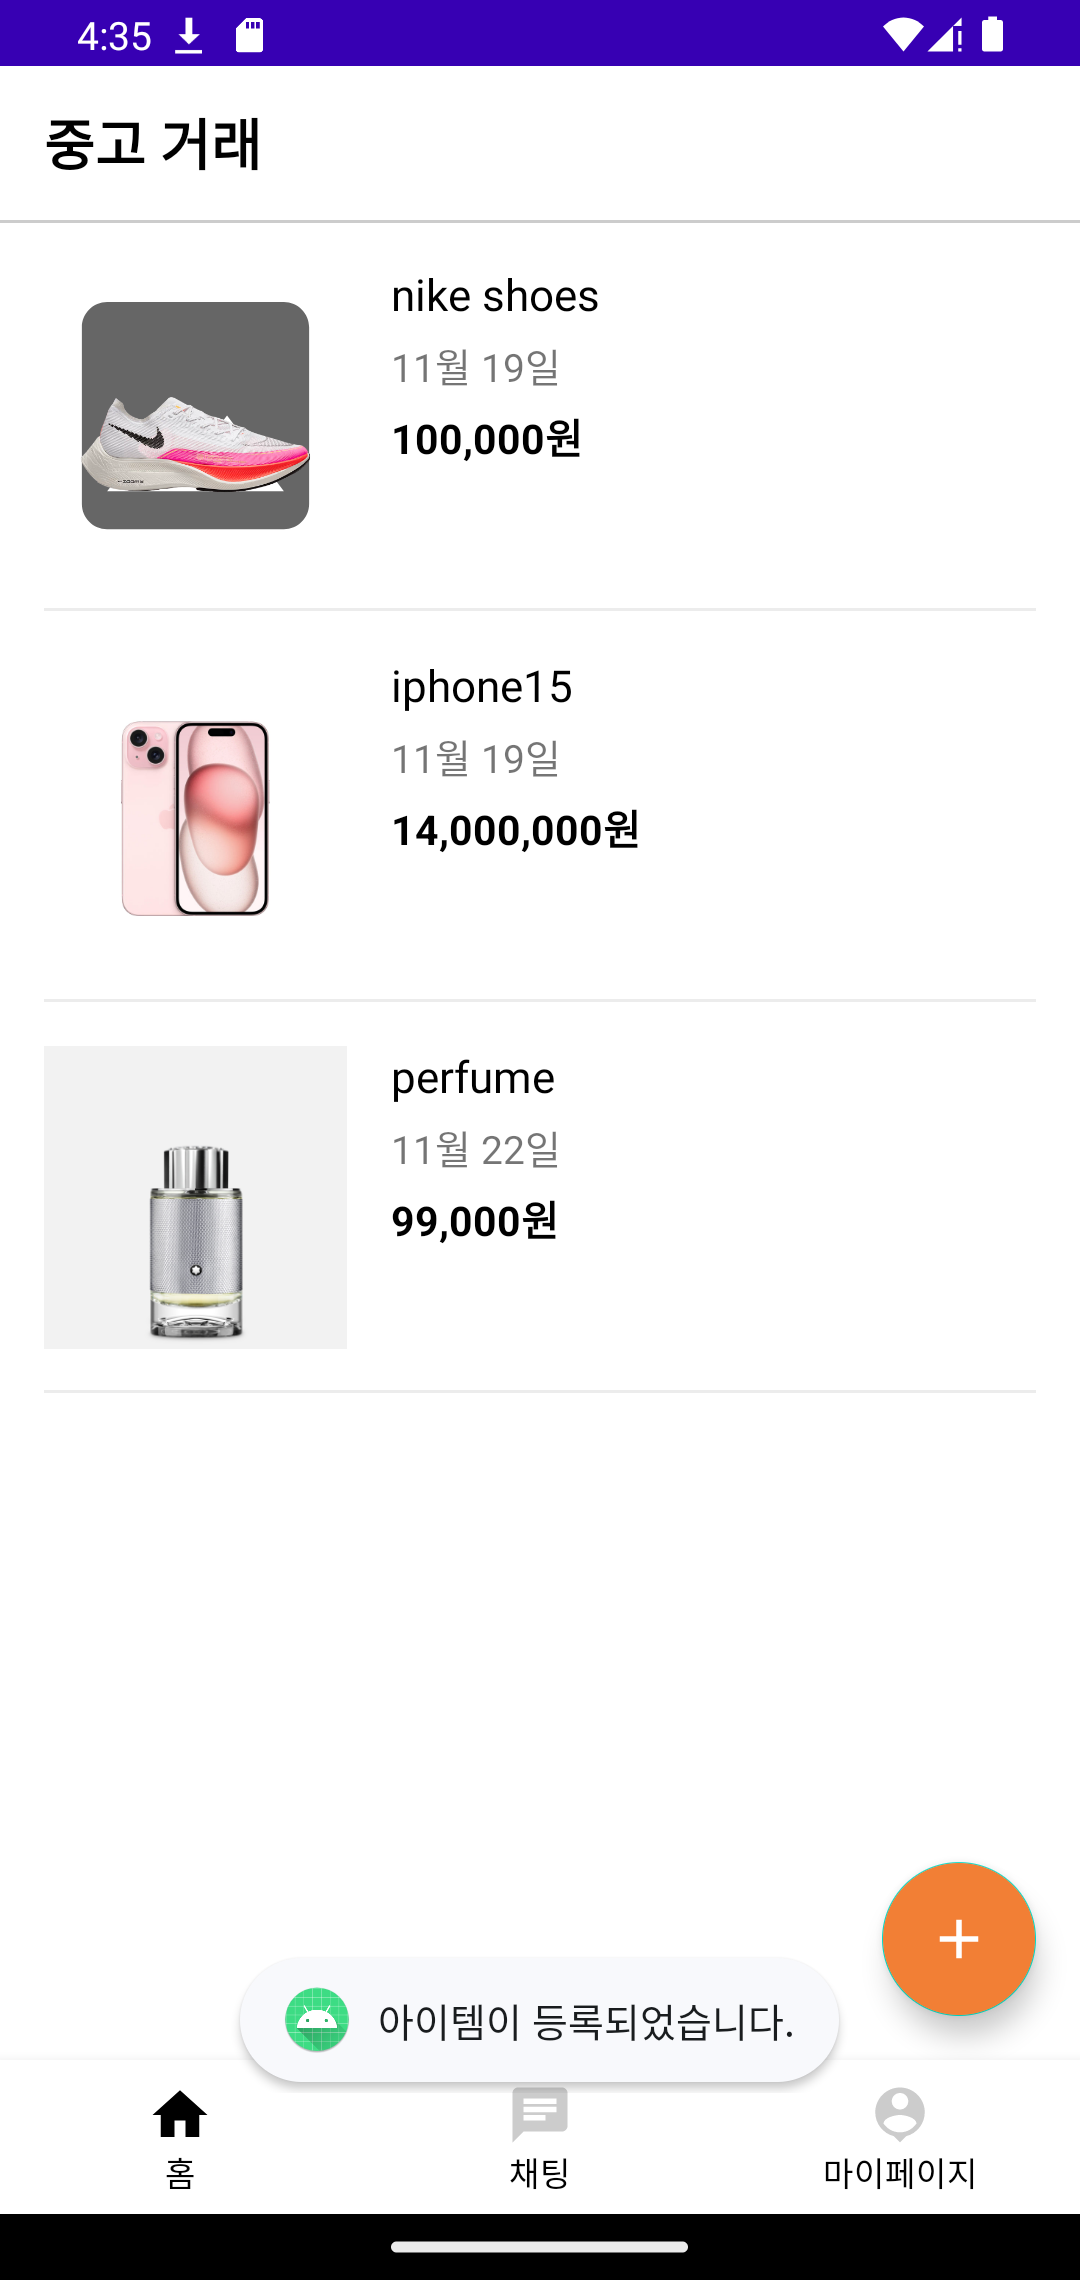 4:35
중고 거래
nike shoes
11월 19일
100,000원
iphone15
11월 19일
14,000,000원
perfume
11월 22일
99,000원
아이템이 등록되었습니다.
홈
채팅
마이페이지